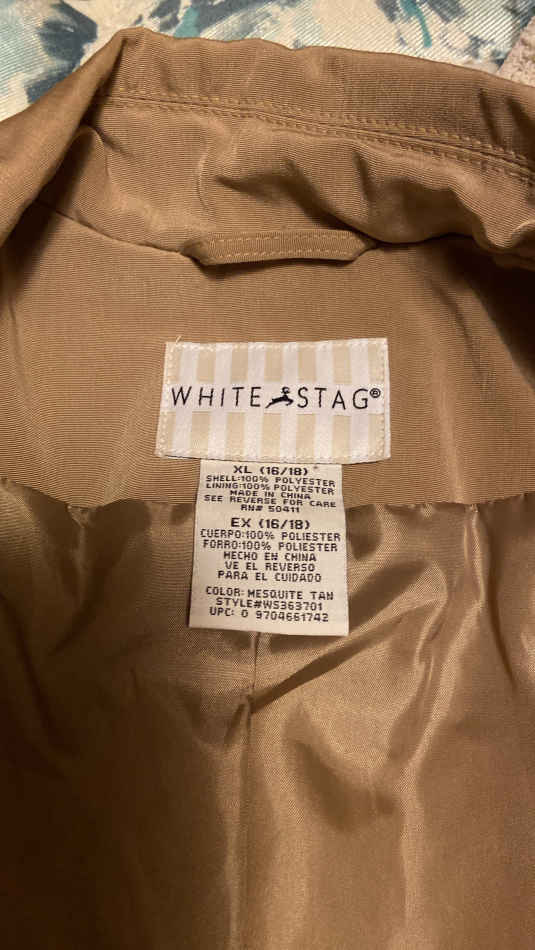 WHITE STAG®
XL (16/18)
SHELL:100% POLYESTER
LINING:100% POLYESTER
MADE IN CHINA
SEE REVERSE FOR CARE
RN# 50411
EX (16/18)
CUERPO:100% POLIESTER
FORRO:100% POLIESTER
HECHO EN CHINA
VE EL REVERSO
PARA EL CUIDADO
COLOR: MESQUITE TAN
STYLE#WS363701
UPC: 0 9704661742